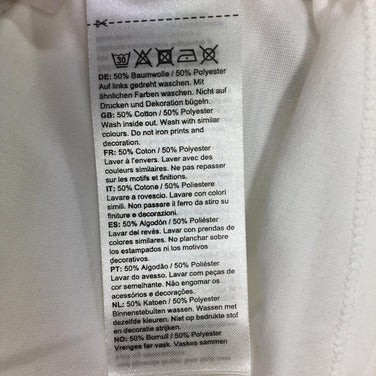 30
DE: 50% Baumwolle / 50% Polyester
Auf links gedreht waschen. Mit
ähnlichen Farben waschen. Nicht auf
Drucken und Dekoration bügeln.
GB: 50% Cotton / 50% Polyester
Wash inside out. Wash with similar
colours. Do not iron prints and
decoration.
FR: 50% Coton / 50% Polyester
Laver à l'envers. Laver avec des
couleurs similaires. Ne pas repasser
sur les motifs et finitions.
IT: 50% Cotone / 50% Poliestere
Lavare a rovescio. Lavare con colori
simili. Non passare il ferro da stiro su
finiture e decorazioni.
ES: 50% Algodón / 50% Poliéster
Lavar del revés. Lavar con prendas de
colores similares. No planchar sobre
los estampados ni los motivos
decorativos.
PT: 50% Algodão / 50% Poliéster
Lavar do avesso. Lavar com peças de
cor semelhante. Não engomar os
acessórios e decorações.
NL: 50% Katoen / 50% Polyester
Binnenstebuiten wassen. Wassen met
dezelfde kleuren. Niet op bedrukte stof
en decoratie strijken.
NO: 50% Bomull / 50% Polyester
Vrenges før vask. Vaskes sammen